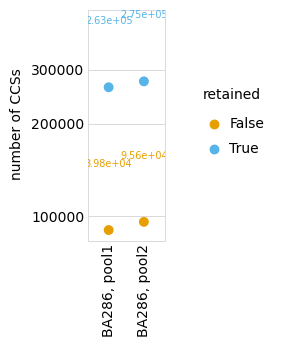 number of CCSs
300000
200000
100000
2.63e+05
2.75e+05
8.98e+04
9.56e+04
BA286, pool1
BA286, pool2
retained
False
True